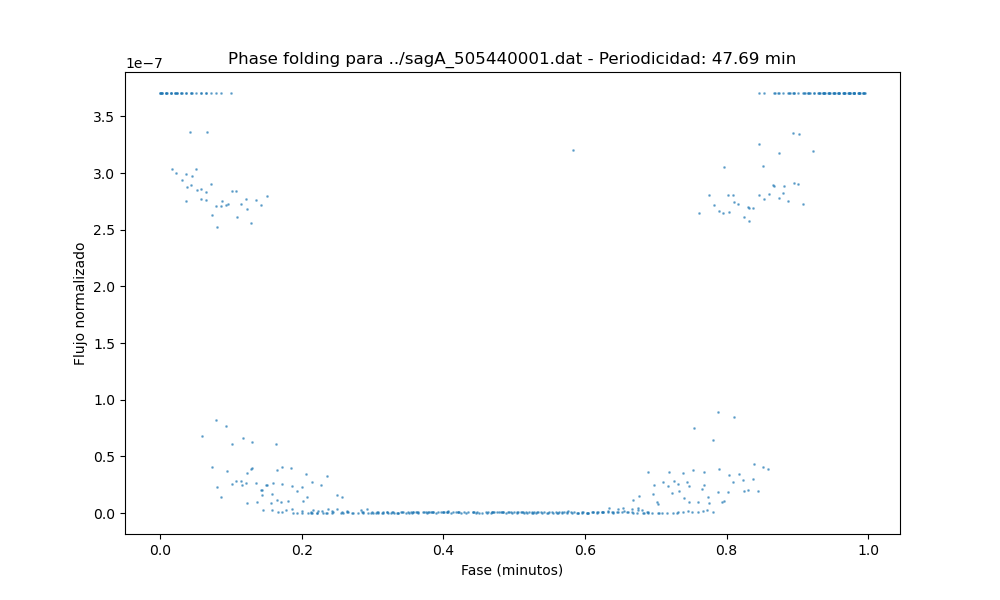 Phase folding para ../sagA_505440001.dat - Periodicidad: 47.69 min
1e−7
3.5
3.0
2.5
2.0
1.5
1.0
0.5
0.0
Flujo normalizado
0.0 0.2 0.4 0.6 0.8 1.0
Fase (minutos)